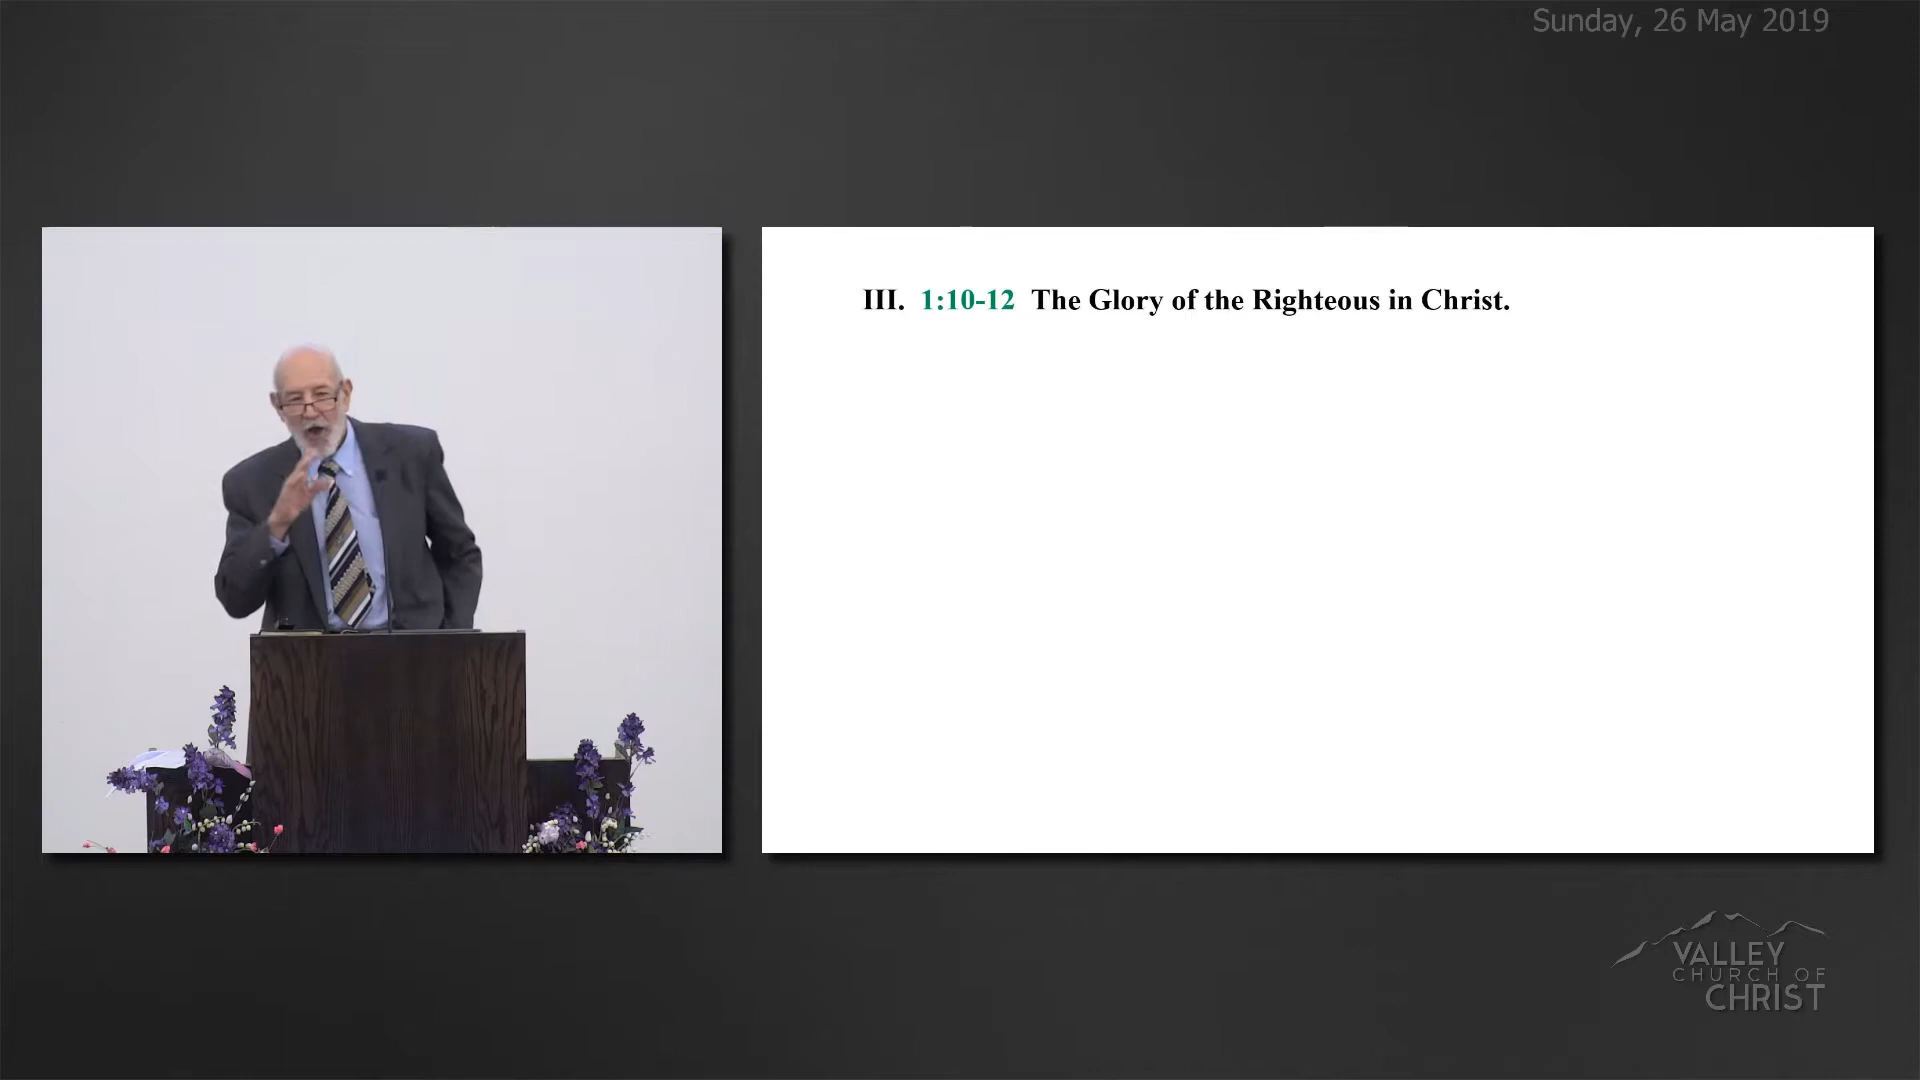 Sunday, 26 May 2019
III. 1:10-12 The Glory of the Righteous in Christ.
VALLEY
CHURCH OF
CHRIST